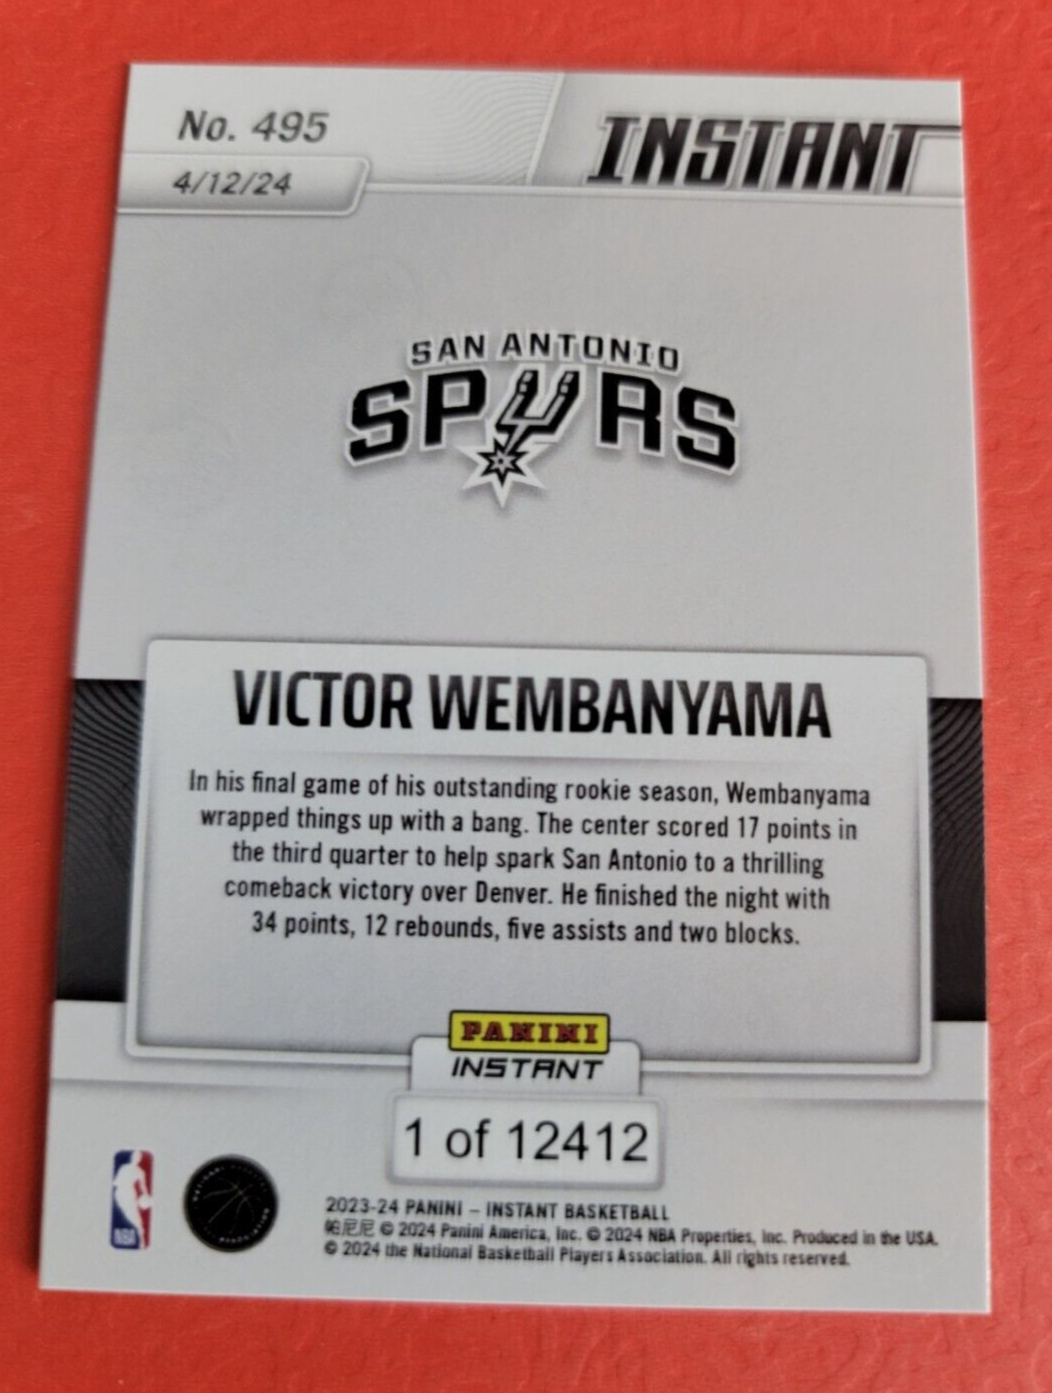 No. 495
INSTANT
4/12/24
SAN ANTONIO
SPURS
VICTOR WEMBANYAMA
In his final game of his outstanding rookie season, Wembanyama
wrapped things up with a bang. The center scored 17 points in
the third quarter to help spark San Antonio to a thrilling
comeback victory over Denver. He finished the night with
34 points, 12 rebounds, five assists and two blocks.
PANINI
INSTANT
1 of 12412
NBA
2023-24 PANINI – INSTANT BASKETBALL
帕尼尼 © 2024 Panini America, Inc. © 2024 NBA Properties, Inc. Produced in the USA.
© 2024 the National Basketball Players Association. All rights reserved.